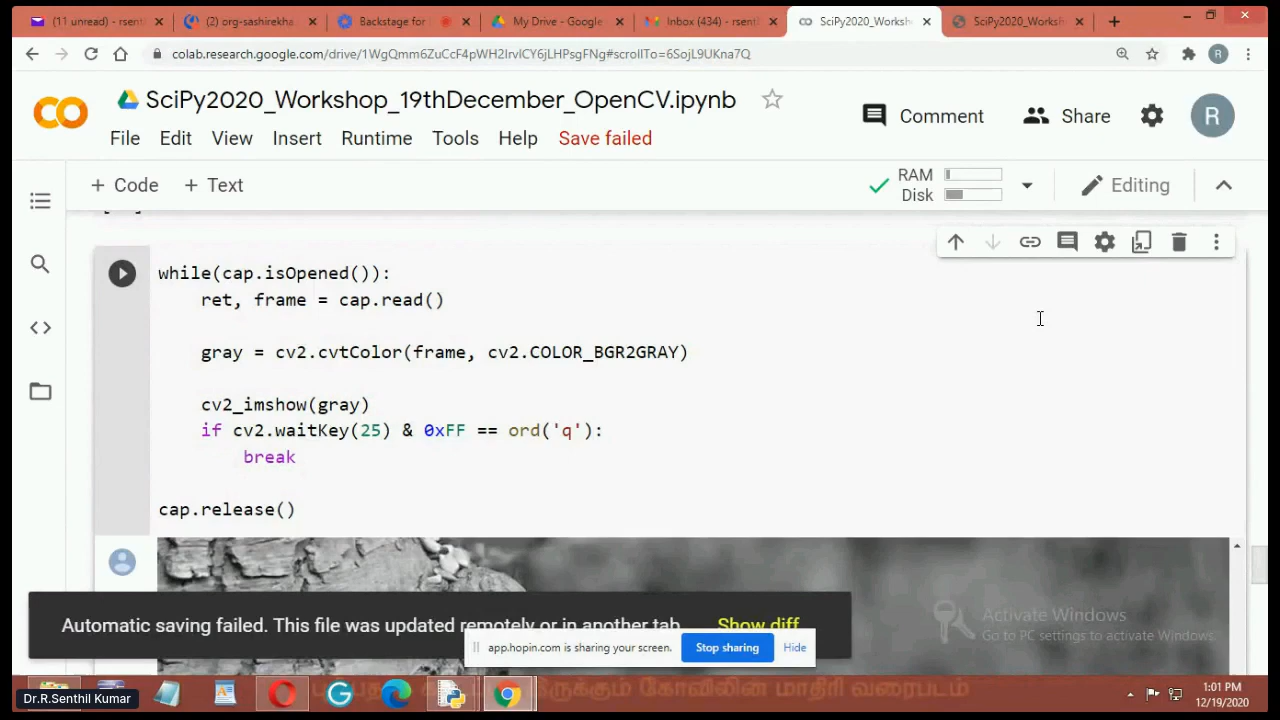 (11 unread) - rsenti
(2) org-sashirekha
Backstage for
My Drive - Google
Inbox (434) - rsenti
SciPy2020_Worksh
SciPy2020_Worksh
colab.research.google.com/drive/1WgQmm6ZuCcF4pWH2IrvICY6jLHPsgFNg#scrollTo=6SojL9UKna7Q
R
SciPy2020_Workshop_19thDecember_OpenCV.ipynb
Comment
Share
R
File Edit View Insert Runtime Tools Help Save failed
+ Code + Text
RAM
Disk
Editing
while(cap.isOpened()):
ret, frame = cap.read()
gray = cv2.cvtColor(frame, cv2.COLOR_BGR2GRAY)
cv2_imshow(gray)
if cv2.waitKey(25) & 0xFF == ord('q'):
break
cap.release()
Activate Windows
Go to PC settings to activate Windows.
Automatic saving failed. This file was updated remotely or in another tab. Show diff
app.hopin.com is sharing your screen. Stop sharing Hide
கோவிலின் மாதிரி வரைபடம்
Dr.R.Senthil Kumar
1:01 PM
12/19/2020